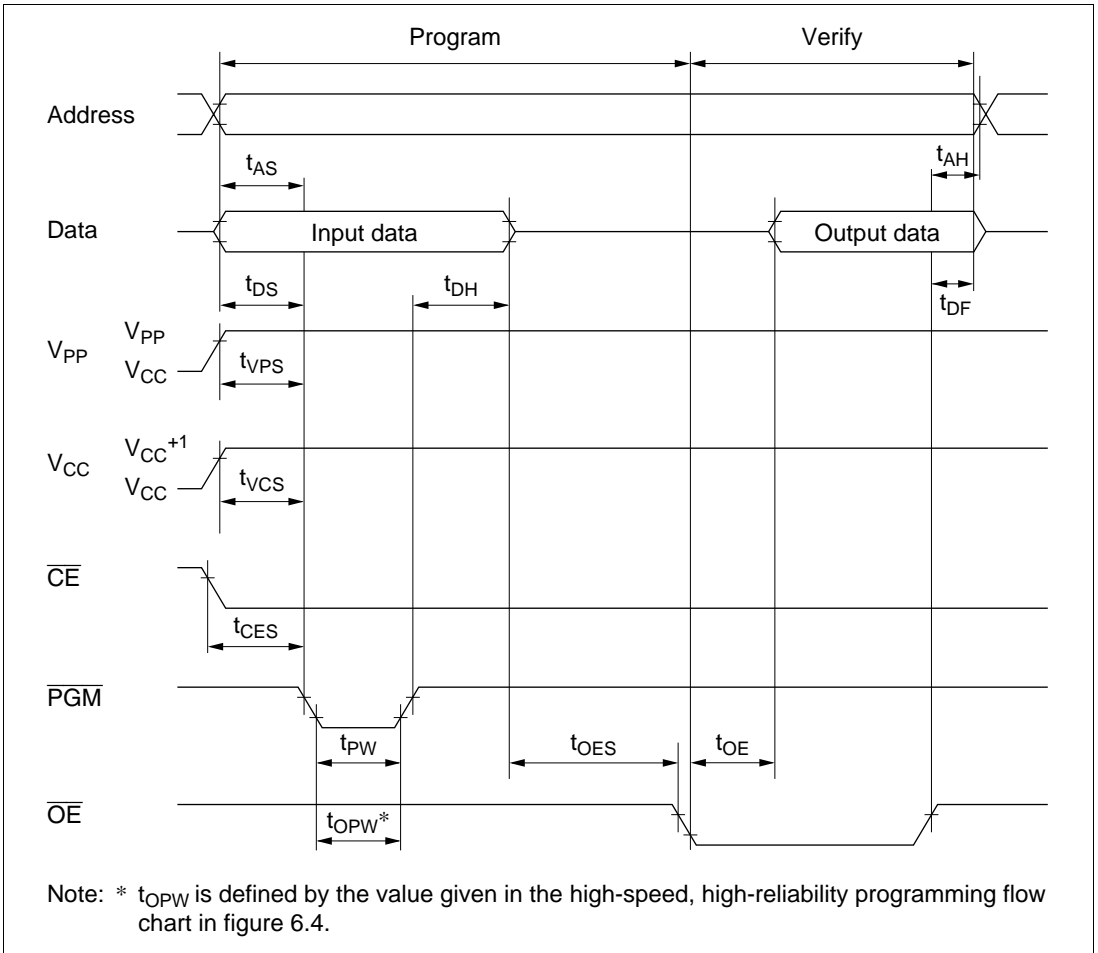 Program Verify
Address
tAS
tAH
Data Input data Output data
tDS tDH
tDF
VPP VPP
VCC
tVPS
VCC VCC+1
VCC
tVCS
CE
tCES
PGM
tPW
tOES tOE
OE
tOPW*
Note: * tOPW is defined by the value given in the high-speed, high-reliability programming flow
chart in figure 6.4.